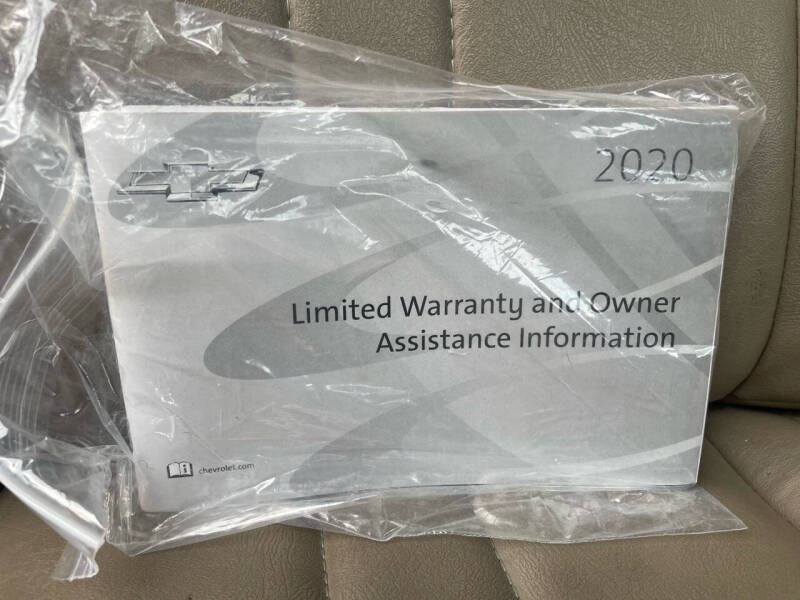 2020
Limited Warranty and Owner
Assistance Information
chevrolet.com